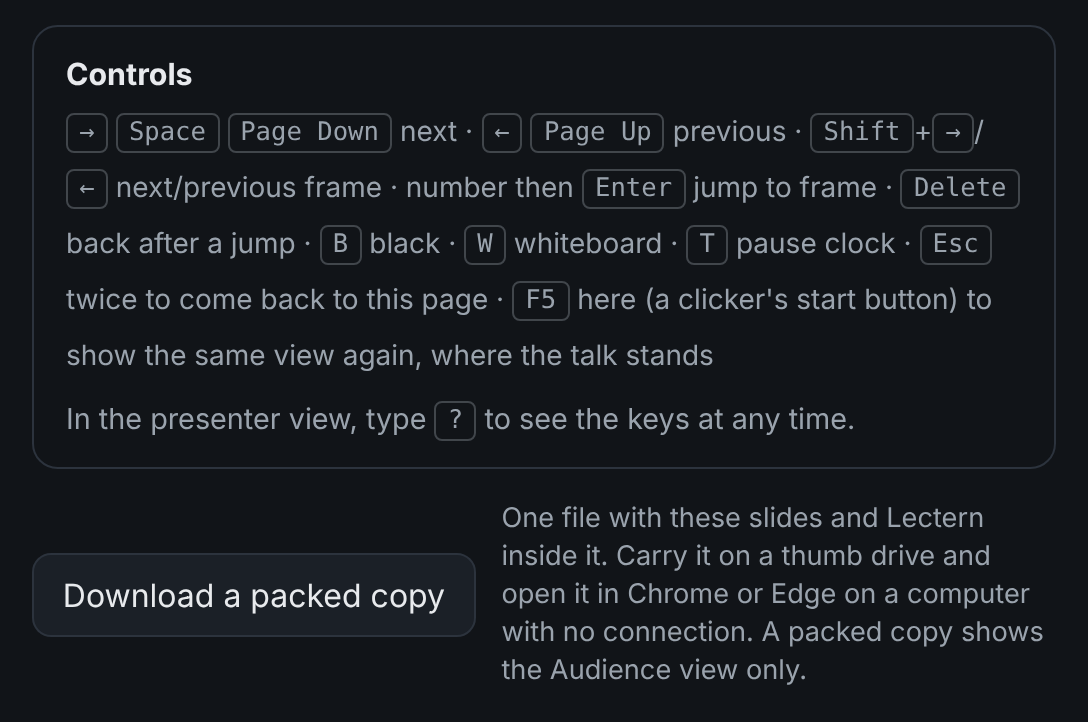 Controls
→ Space Page Down next · ← Page Up previous · Shift+→/
← next/previous frame · number then Enter jump to frame · Delete
back after a jump · B black · W whiteboard · T pause clock · Esc
twice to come back to this page · F5 here (a clicker's start button) to
show the same view again, where the talk stands
In the presenter view, type ? to see the keys at any time.
Download a packed copy
One file with these slides and Lectern
inside it. Carry it on a thumb drive and
open it in Chrome or Edge on a computer
with no connection. A packed copy shows
the Audience view only.